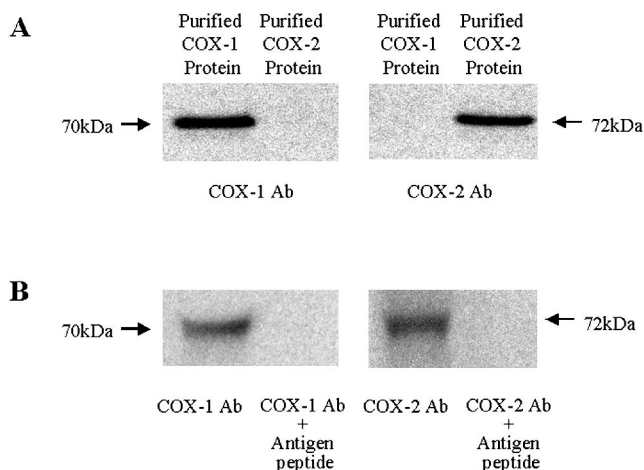 A
Purified Purified Purified Purified
COX-1 COX-2 COX-1 COX-2
Protein Protein Protein Protein
70kDa 72kDa
COX-1 Ab COX-2 Ab
B
70kDa 72kDa
COX-1 Ab COX-1 Ab COX-2 Ab COX-2 Ab
+ +
Antigen Antigen
peptide peptide